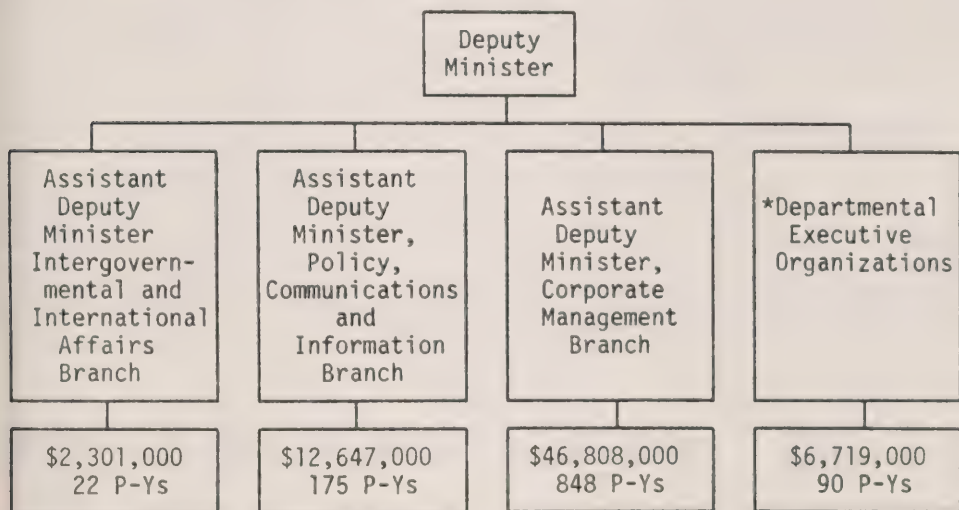 Deputy
Minister
Assistant
Deputy
Minister
Intergovern-
mental and
International
Affairs
Branch
Assistant
Deputy
Minister,
Policy,
Communications
and
Information
Branch
Assistant
Deputy
Minister,
Corporate
Management
Branch
*Departmental
Executive
Organizations
$2,301,000
22 P-Ys
$12,647,000
175 P-Ys
$46,808,000
848 P-Ys
$6,719,000
90 P-Ys